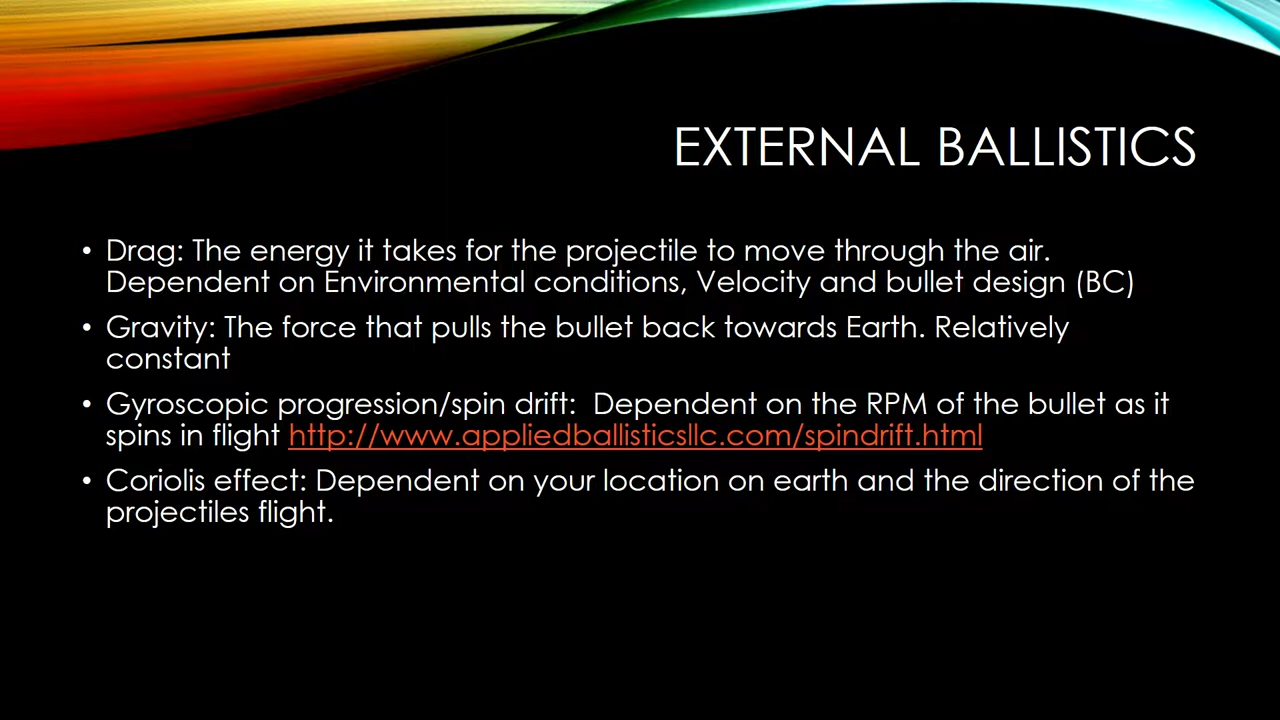 EXTERNAL BALLISTICS
• Drag: The energy it takes for the projectile to move through the air.
Dependent on Environmental conditions, Velocity and bullet design (BC)
• Gravity: The force that pulls the bullet back towards Earth. Relatively
constant
• Gyroscopic progression/spin drift:  Dependent on the RPM of the bullet as it
spins in flight http://www.appliedballisticsllc.com/spindrift.html
• Coriolis effect: Dependent on your location on earth and the direction of the
projectiles flight.